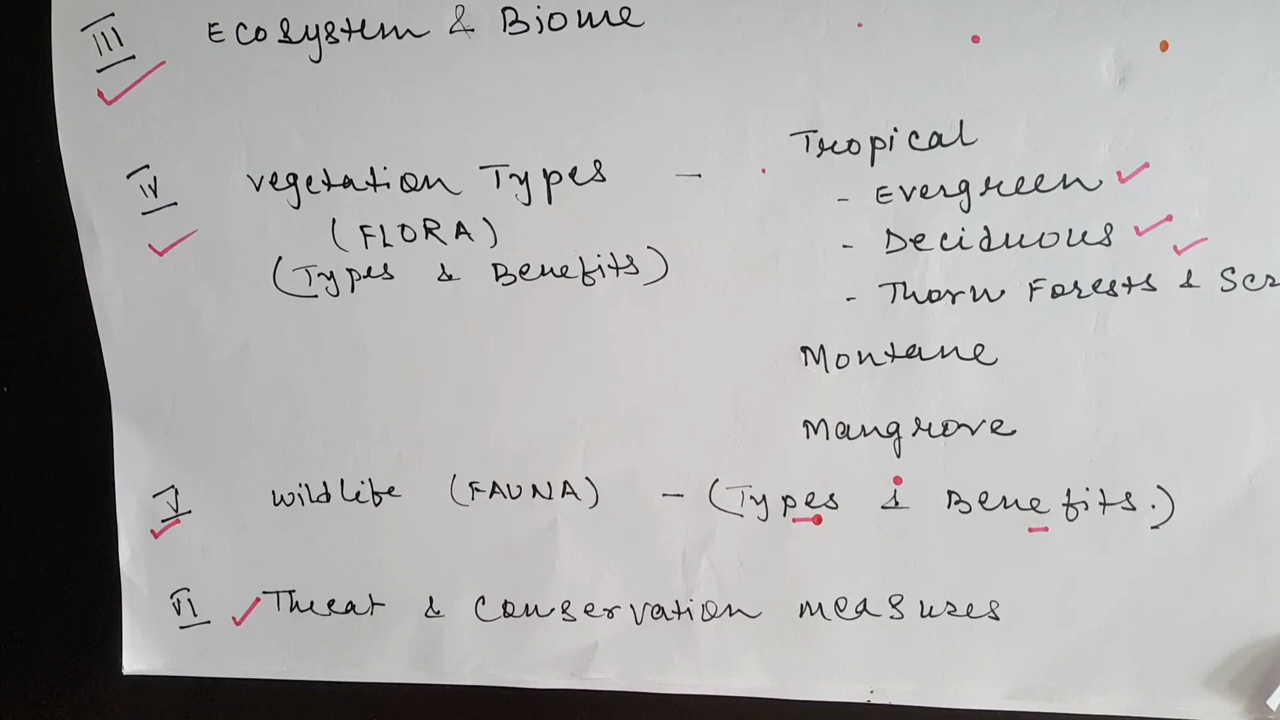 III Ecosystem & Biome
IV Vegetation Types - Tropical
(FLORA)
(Types & Benefits)
- Evergreen
- Deciduous
- Thorn Forests &
Montane
Mangrove
V wildlife (FAUNA) - (Types & Benefits.)
VI Threat & Conservation measures